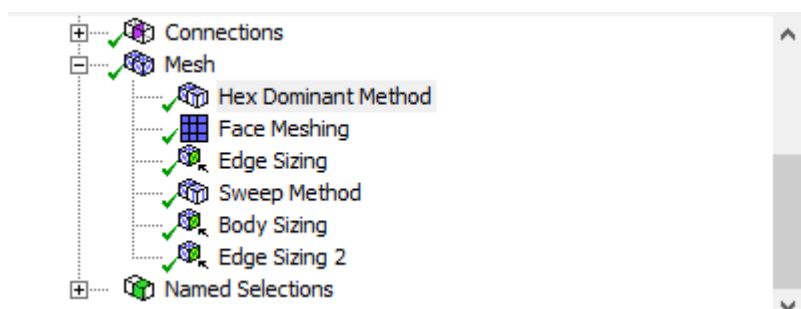 Connections
Mesh
Hex Dominant Method
Face Meshing
Edge Sizing
Sweep Method
Body Sizing
Edge Sizing 2
Named Selections